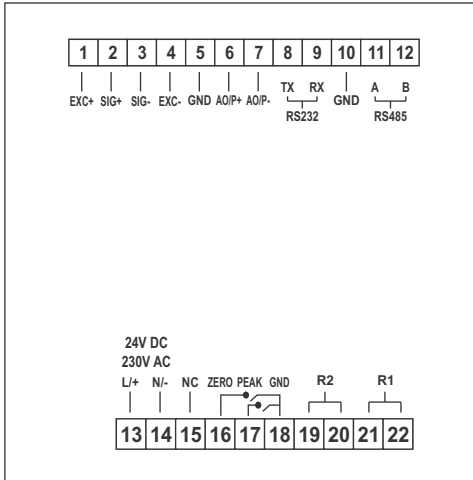 1 2 3 4 5 6 7 8 9 10 11 12
EXC+ SIG+ SIG- EXC- GND AO/P+ AO/P- TX RX GND A B
RS232 RS485
24V DC
230V AC
L/+ N/- NC ZERO PEAK GND R2 R1
13 14 15 16 17 18 19 20 21 22